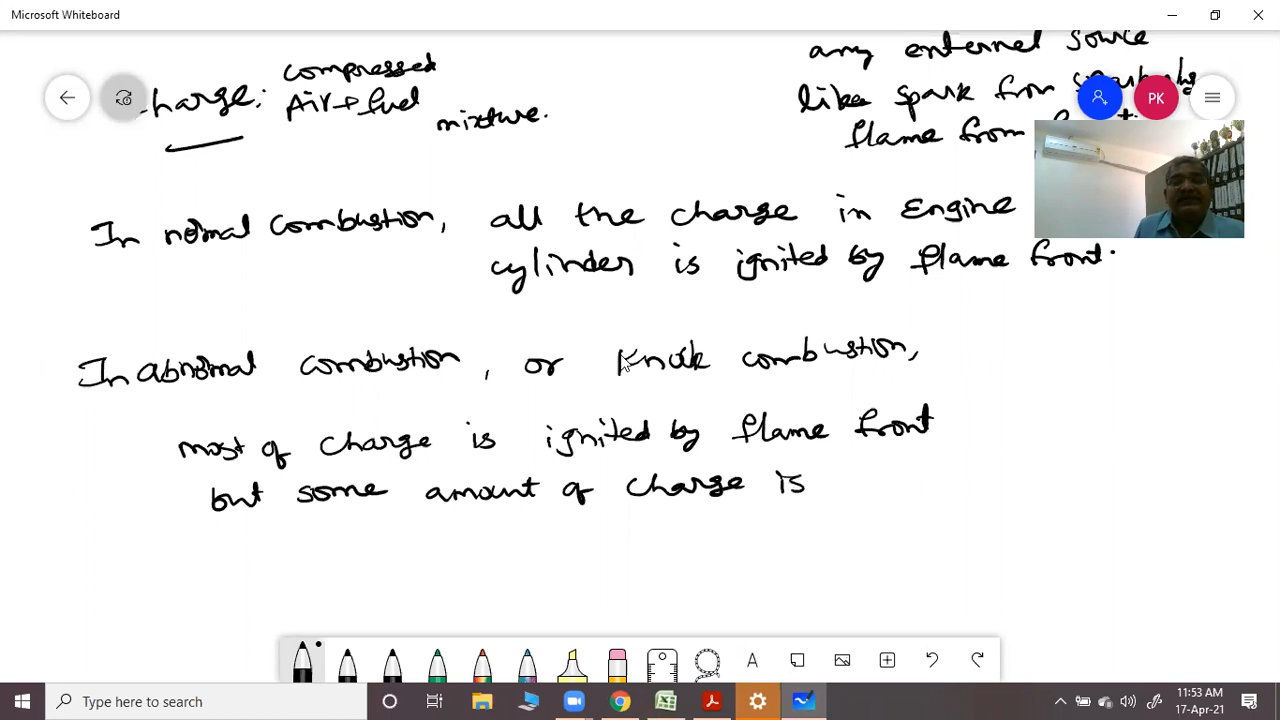 Microsoft Whiteboard
compressed
charge: Air + fuel
mixture.
any external source
like spark from
flame from
PK
In normal combustion, all the charge in Engine
cylinder is ignited by flame front.
In abnormal combustion, or Knock combustion,
most of charge is ignited by flame front
but some amount of charge is
A
Type here to search
11:53 AM
17-Apr-21